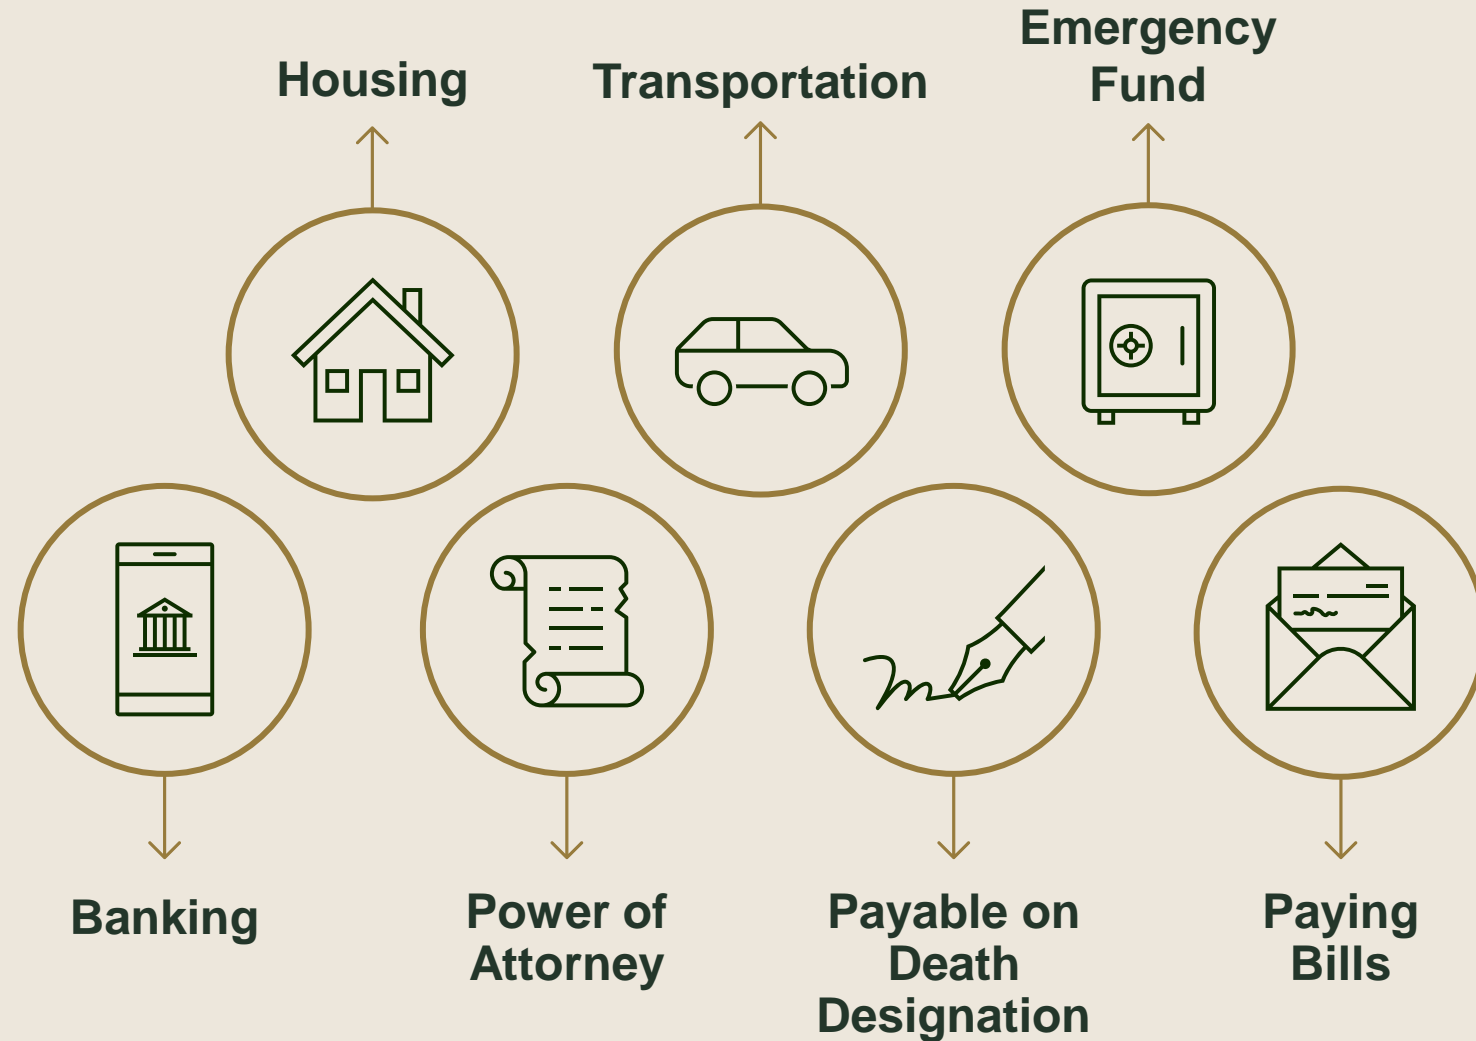 Housing
Transportation
Emergency
Fund
Banking
Power of
Attorney
Payable on
Death
Designation
Paying
Bills